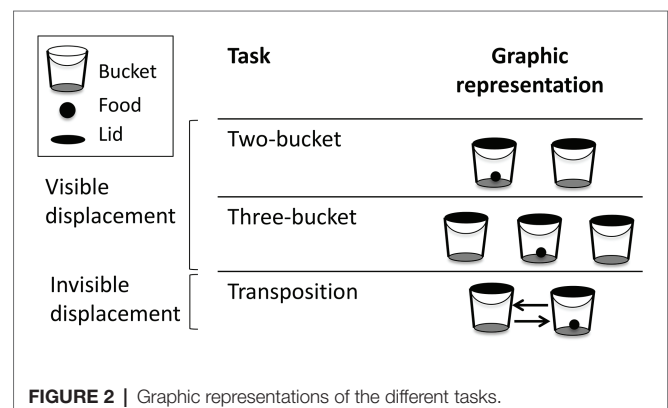 Bucket
Food
Lid
Task
Graphic
representation
Visible
displacement
Two-bucket
Three-bucket
Invisible
displacement
Transposition
FIGURE 2 | Graphic representations of the different tasks.